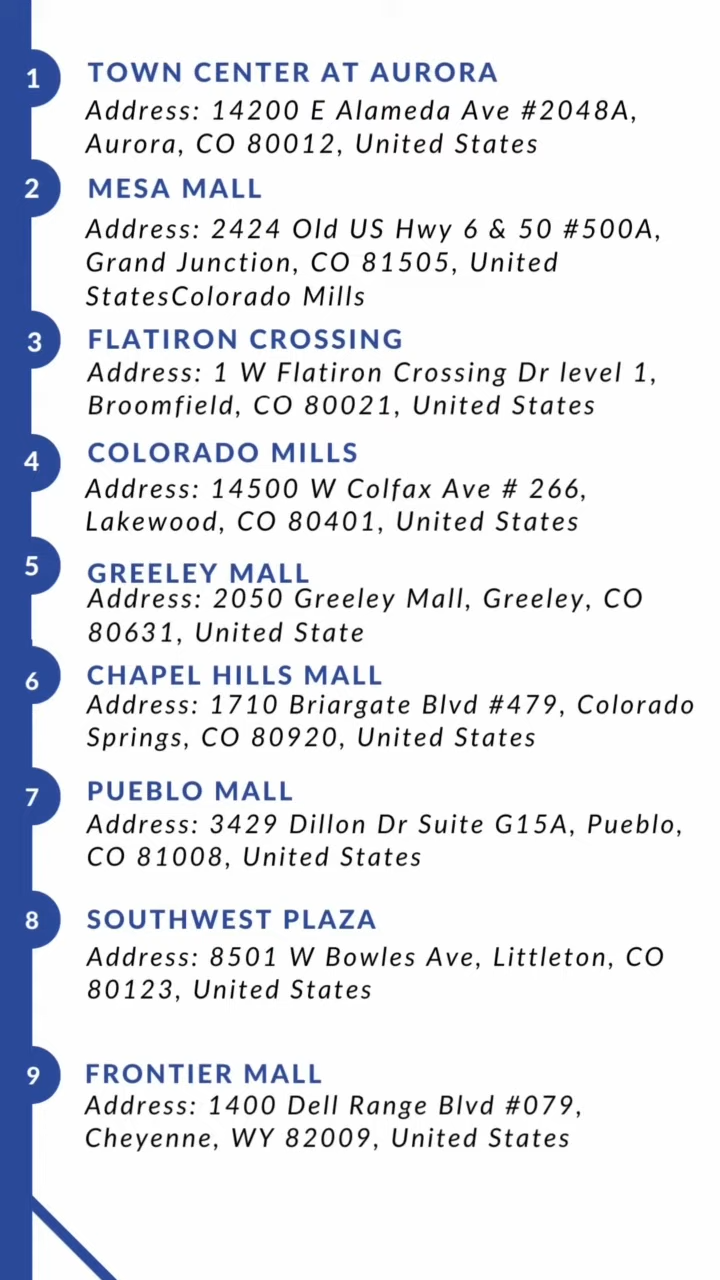 1
TOWN CENTER AT AURORA
Address: 14200 E Alameda Ave #2048A,
Aurora, CO 80012, United States
2
MESA MALL
Address: 2424 Old US Hwy 6 & 50 #500A,
Grand Junction, CO 81505, United
StatesColorado Mills
3
FLATIRON CROSSING
Address: 1 W Flatiron Crossing Dr level 1,
Broomfield, CO 80021, United States
4
COLORADO MILLS
Address: 14500 W Colfax Ave # 266,
Lakewood, CO 80401, United States
5
GREELEY MALL
Address: 2050 Greeley Mall, Greeley, CO
80631, United State
6
CHAPEL HILLS MALL
Address: 1710 Briargate Blvd #479, Colorado
Springs, CO 80920, United States
7
PUEBLO MALL
Address: 3429 Dillon Dr Suite G15A, Pueblo,
CO 81008, United States
8
SOUTHWEST PLAZA
Address: 8501 W Bowles Ave, Littleton, CO
80123, United States
9
FRONTIER MALL
Address: 1400 Dell Range Blvd #079,
Cheyenne, WY 82009, United States